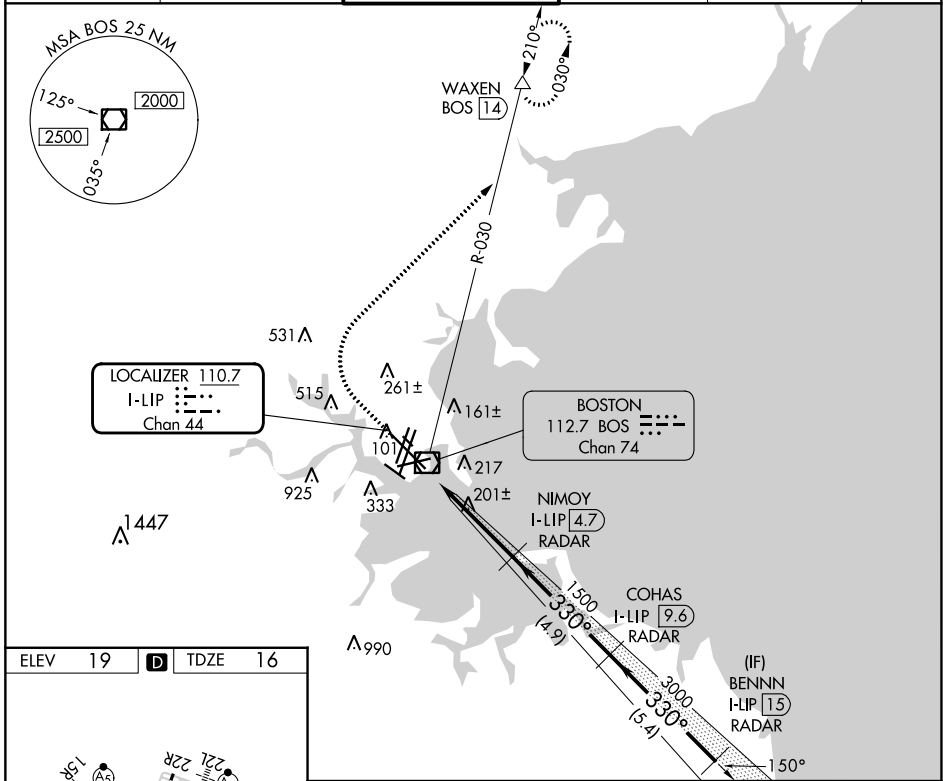 MSA BOS 25 NM
125°
2000
2500
035°
210°
030°
WAXEN
BOS 14
R-030
531
LOCALIZER 110.7
I-LIP
Chan 44
515
261±
161±
BOSTON
112.7 BOS
Chan 74
101
217
925
333
201±
1447
NIMOY
I-LIP 4.7
RADAR
1500
330°
(4.9)
COHAS
I-LIP 9.6
RADAR
990
3000
330°
(5.4)
(IF)
BENNN
I-LIP 15
RADAR
150°
ELEV 19 D TDZE 16
15R
A5
22R
22L